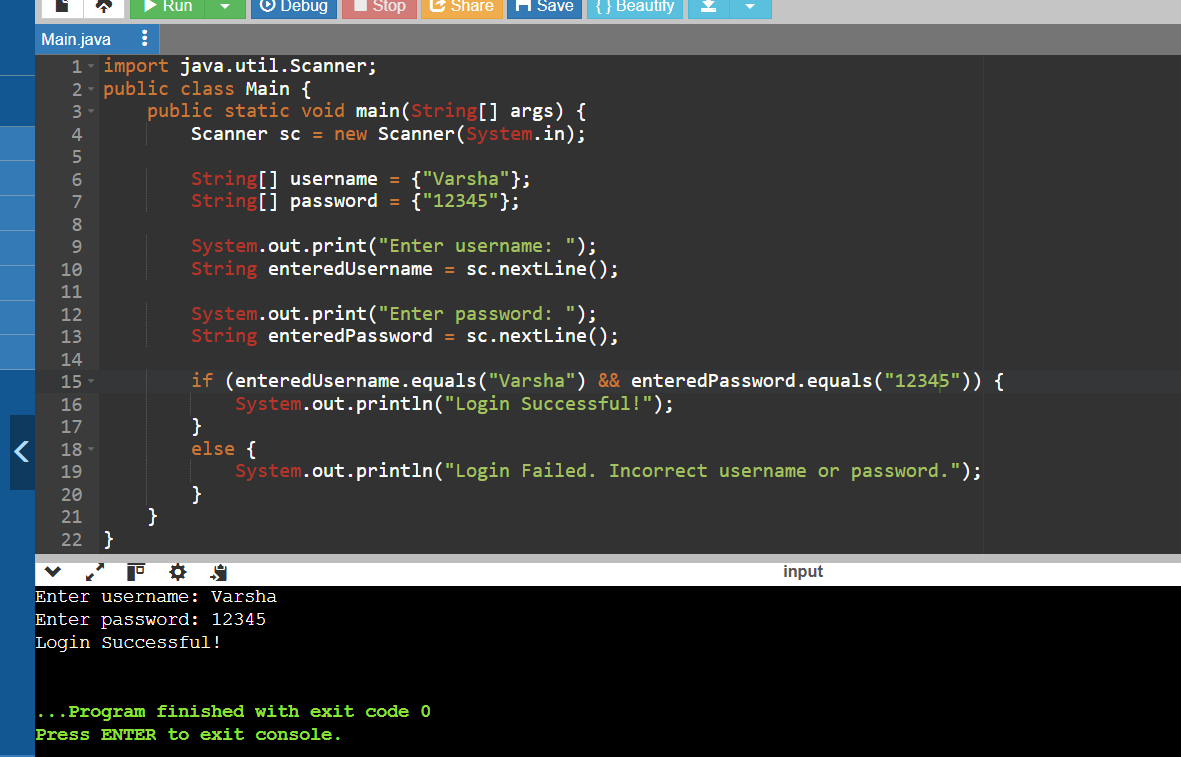 Run
Debug
Stop
Share
Save
{ } Beautify
Main.java
1 import java.util.Scanner;
2 public class Main {
3     public static void main(String[] args) {
4         Scanner sc = new Scanner(System.in);
5
6         String[] username = {"Varsha"};
7         String[] password = {"12345"};
8
9         System.out.print("Enter username: ");
10         String enteredUsername = sc.nextLine();
11
12         System.out.print("Enter password: ");
13         String enteredPassword = sc.nextLine();
14
15         if (enteredUsername.equals("Varsha") && enteredPassword.equals("12345")) {
16             System.out.println("Login Successful!");
17         }
18         else {
19             System.out.println("Login Failed. Incorrect username or password.");
20         }
21     }
22 }
input
Enter username: Varsha
Enter password: 12345
Login Successful!
...Program finished with exit code 0
Press ENTER to exit console.